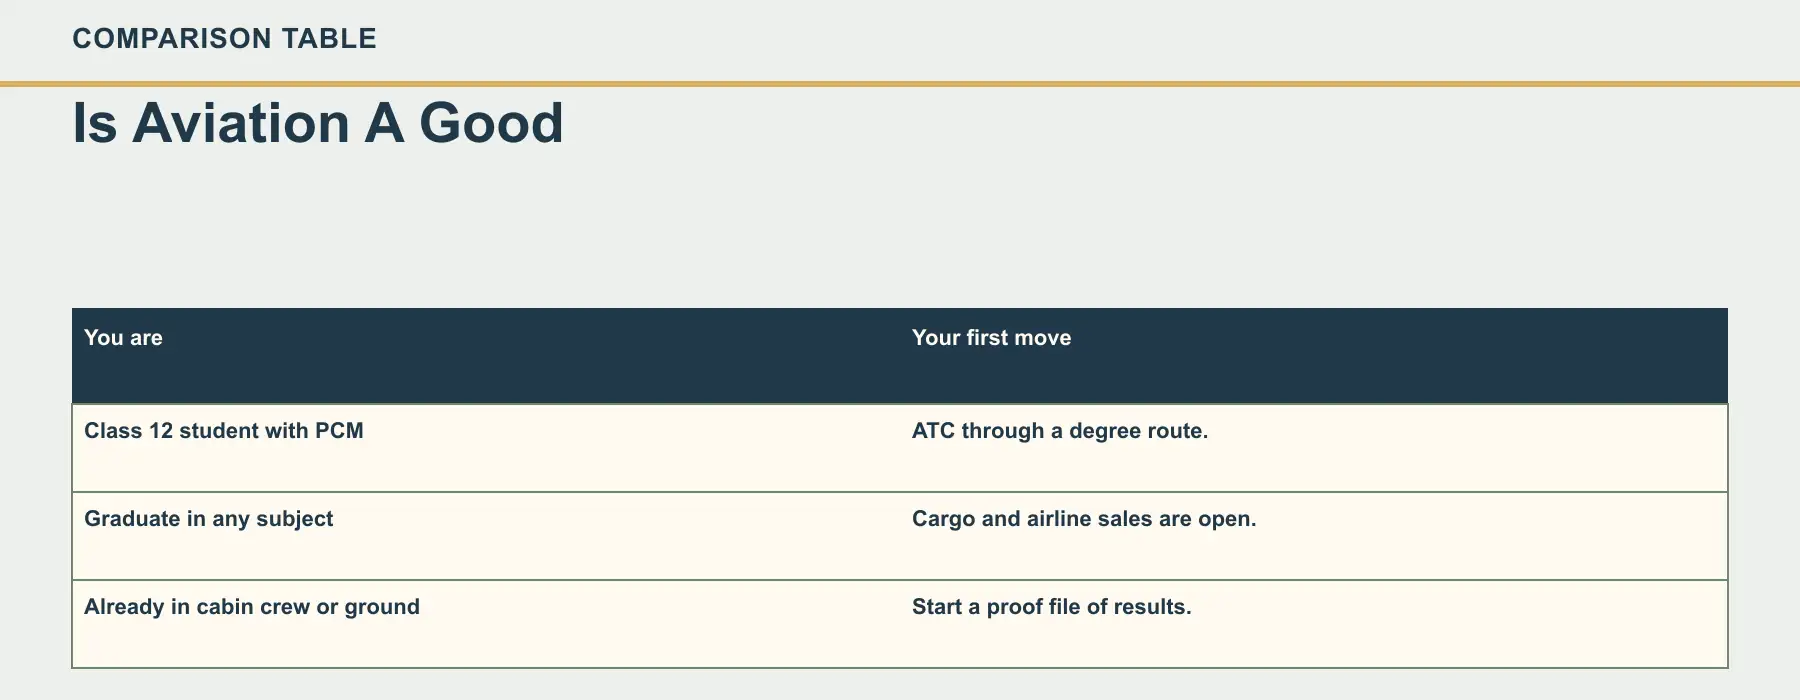 COMPARISON TABLE
Is Aviation A Good
You are Your first move
Class 12 student with PCM ATC through a degree route.
Graduate in any subject Cargo and airline sales are open.
Already in cabin crew or ground Start a proof file of results.